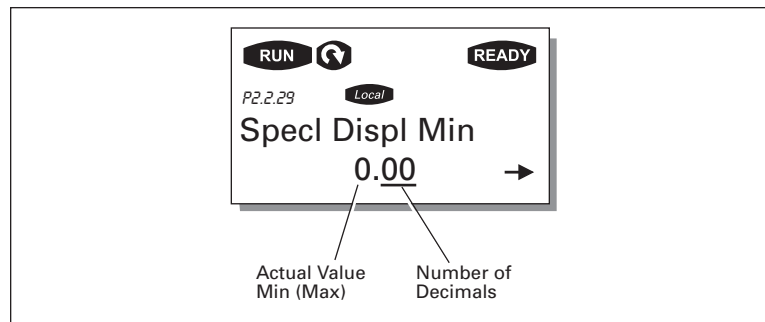 RUN READY
P2.2.29 Local
Specl Displ Min
0.00
Actual Value Number of
Min (Max) Decimals